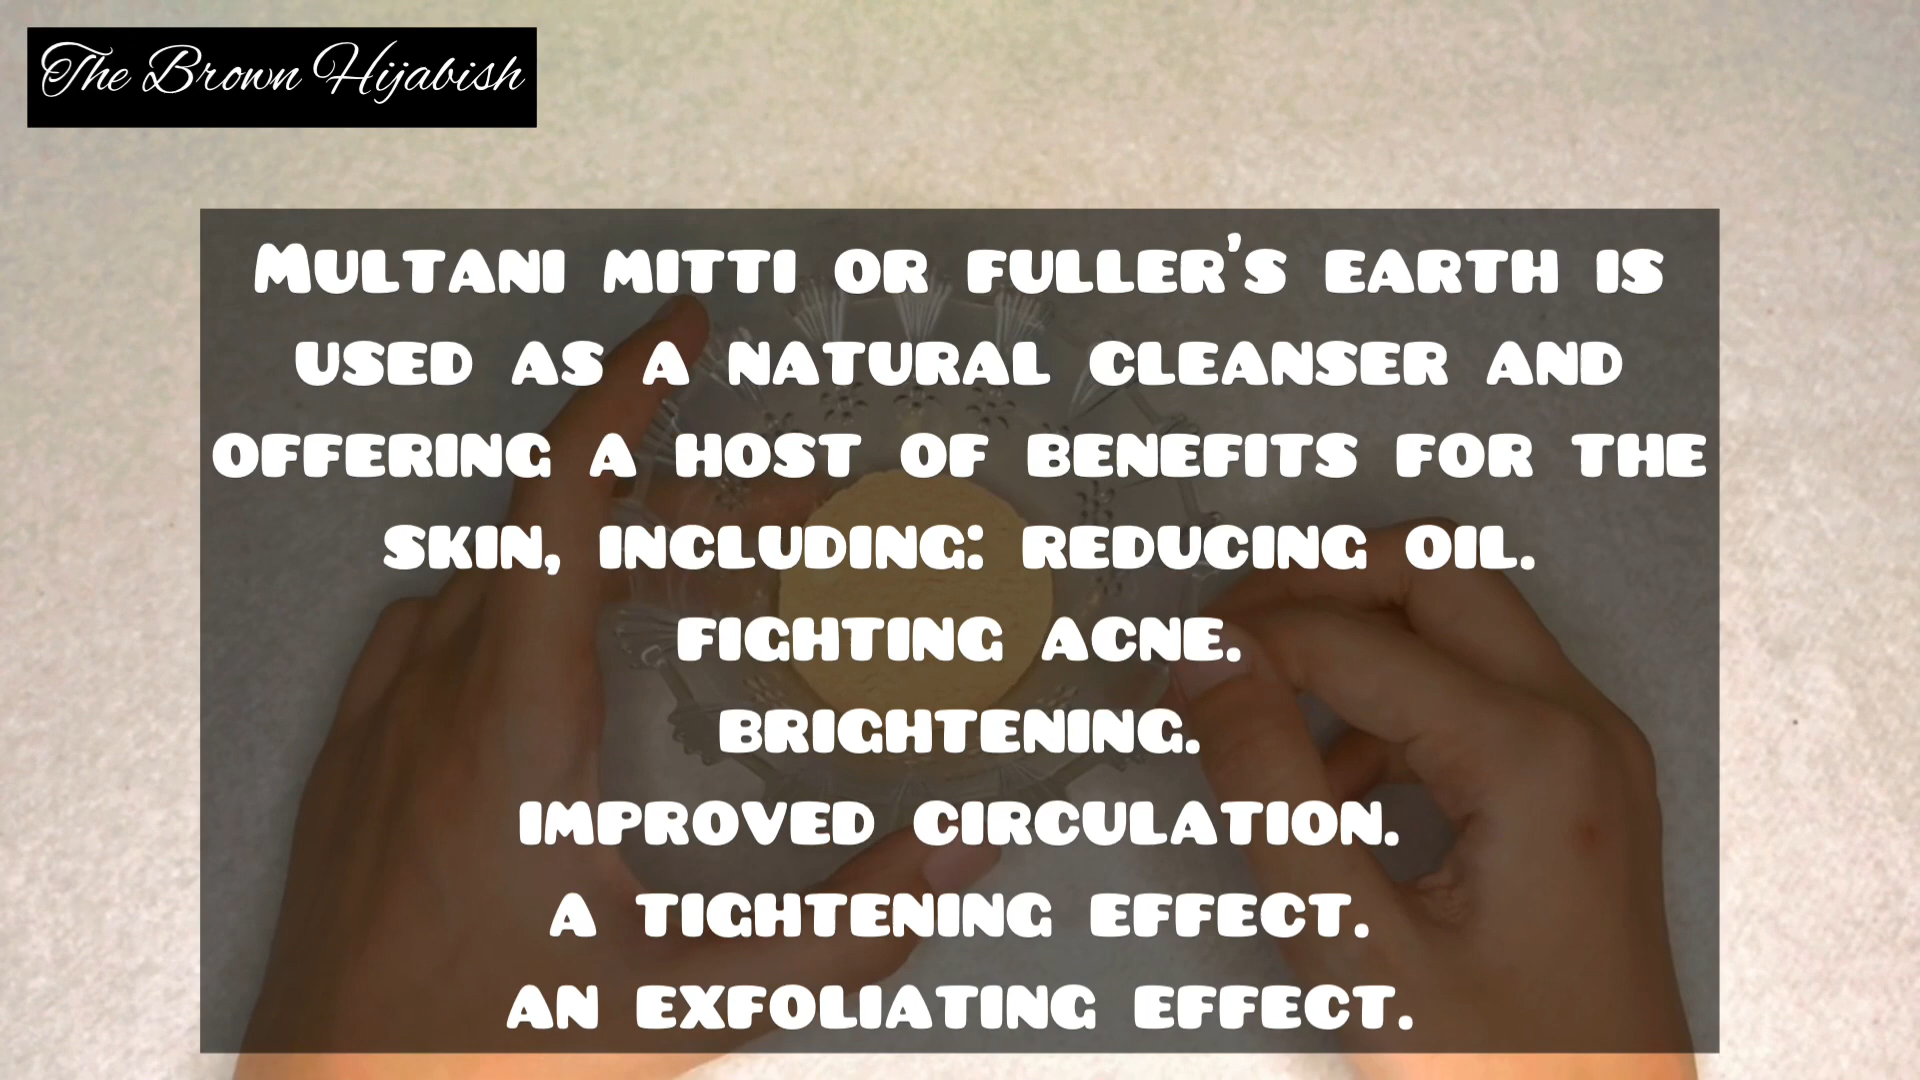 The Brown Hijabish
Multani mitti or fuller's earth is
used as a natural cleanser and
offering a host of benefits for the
skin, including: reducing oil.
fighting acne.
brightening.
improved circulation.
a tightening effect.
an exfoliating effect.